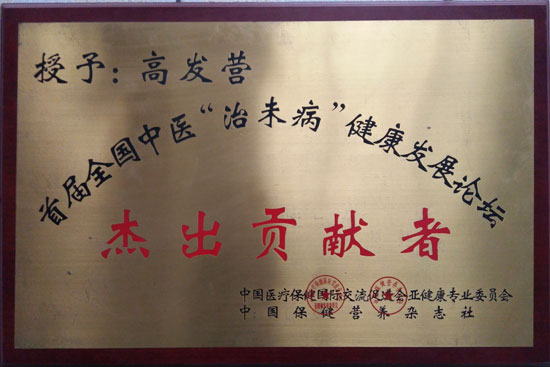 授予：高发营
首届全国中医“治未病”健康发展论坛
杰出贡献者
中国医疗保健国际交流促进会亚健康专业委员会
中国保健营养杂志社